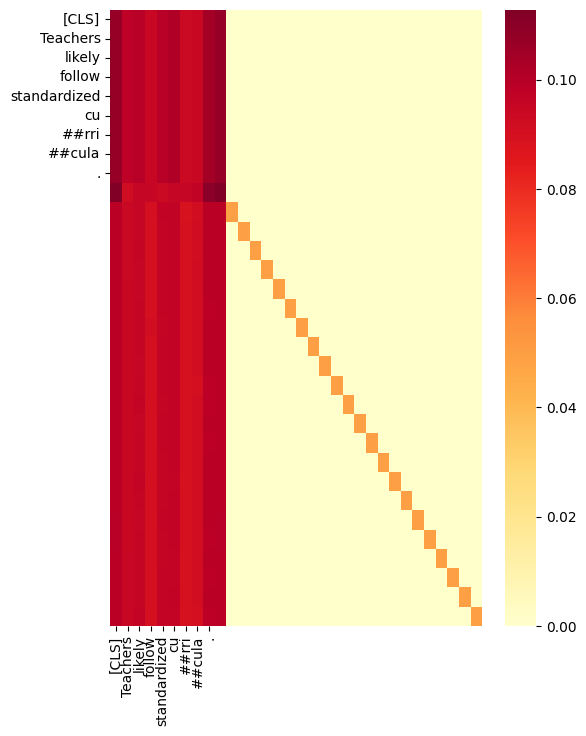 [CLS]
Teachers
likely
follow
standardized
cu
##rri
##cula
.
0.10
0.08
0.06
0.04
0.02
0.00
[CLS]
Teachers
likely
follow
standardized
cu
##rri
##cula
.